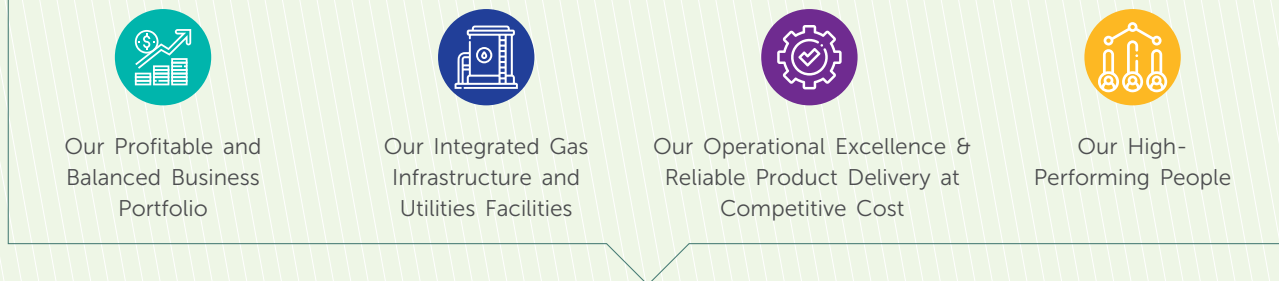 Our Profitable and
Balanced Business
Portfolio
Our Integrated Gas
Infrastructure and
Utilities Facilities
Our Operational Excellence &
Reliable Product Delivery at
Competitive Cost
Our High-
Performing People